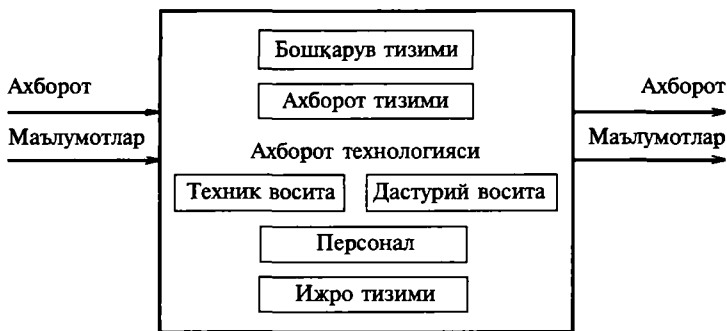 Бошқарув тизими
Ахборот
Ахборот тизими
Ахборот
Маълумотлар
Маълумотлар
Ахборот технологияси
Техник восита
Дастурий восита
Персонал
Ижро тизими